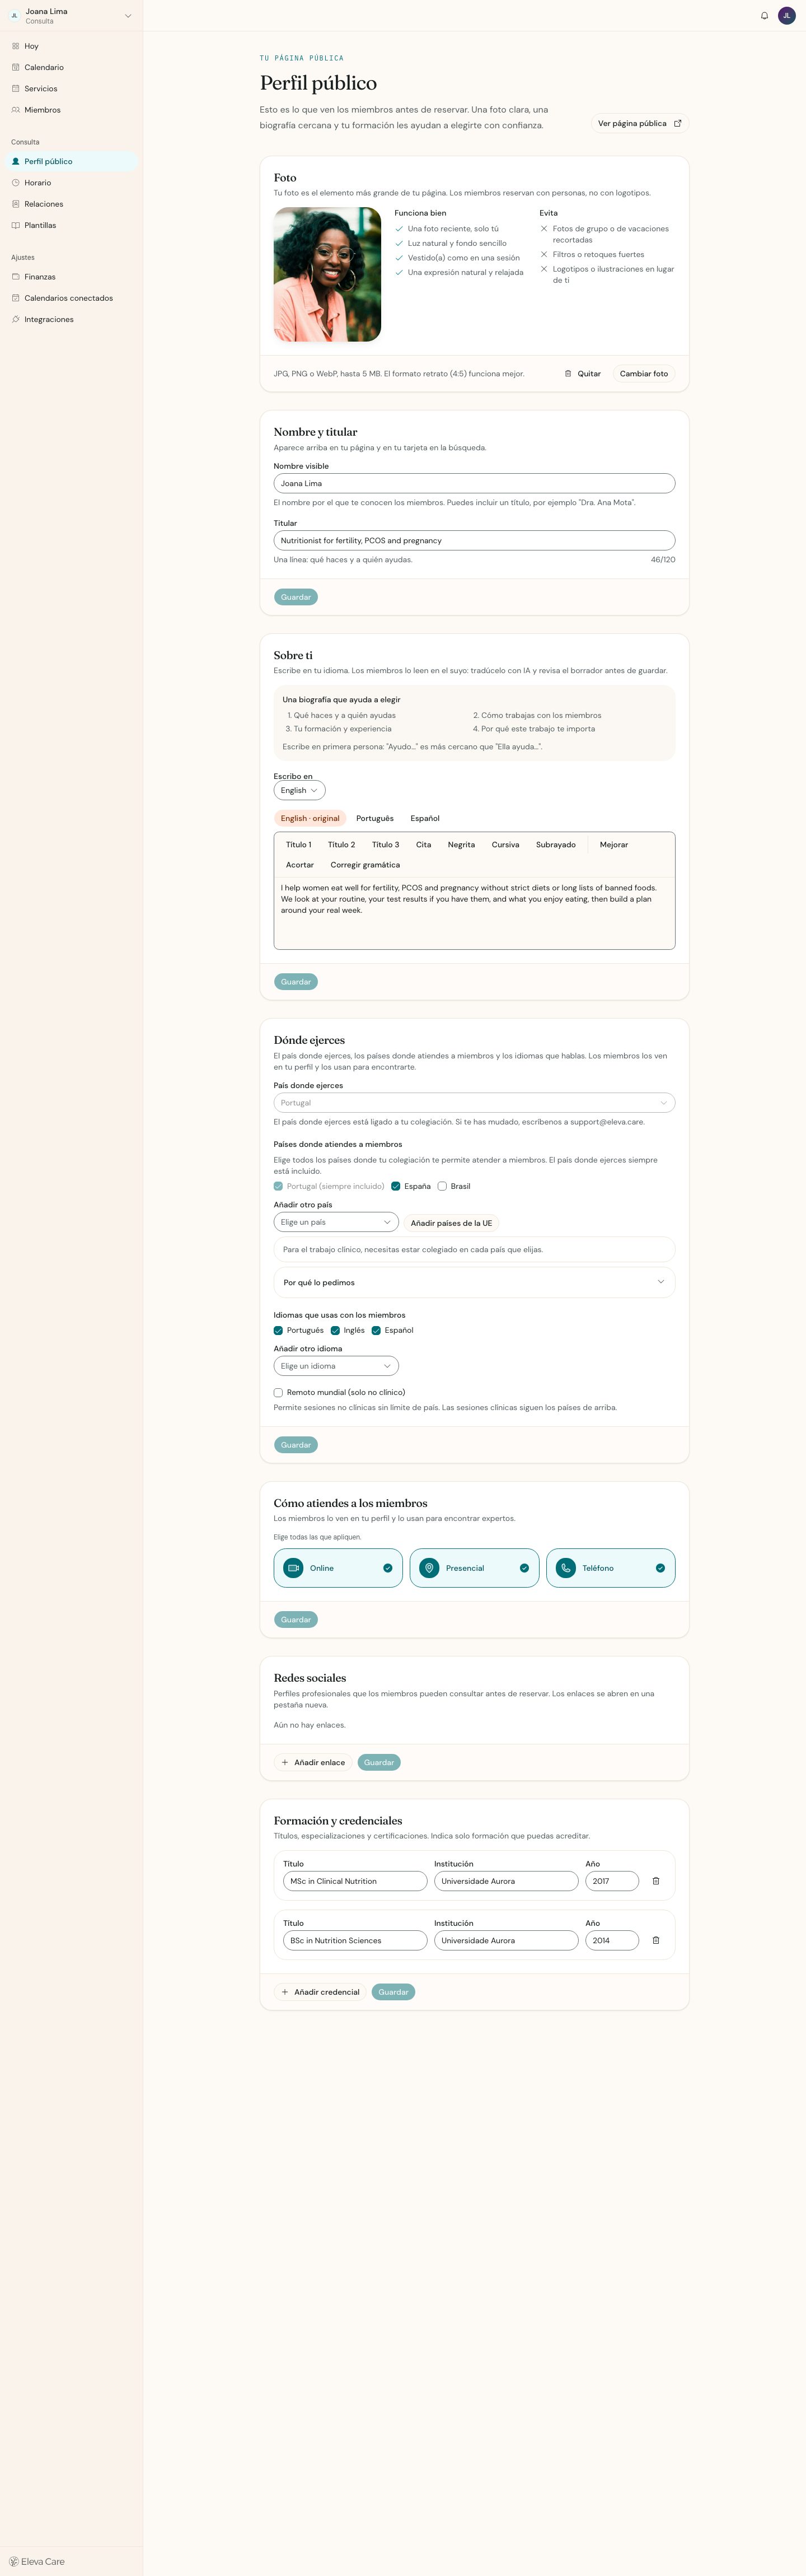 JL
Joana Lima
Consulta
Hoy
Calendario
Servicios
Miembros
Consulta
Perfil público
Horario
Relaciones
Plantillas
Ajustes
Finanzas
Calendarios conectados
Integraciones
Eleva Care
JL
TU PÁGINA PÚBLICA
Perfil público
Esto es lo que ven los miembros antes de reservar. Una foto clara, una
biografía cercana y tu formación les ayudan a elegirte con confianza.
Ver página pública
Foto
Tu foto es el elemento más grande de tu página. Los miembros reservan con personas, no con logotipos.
Funciona bien
Una foto reciente, solo tú
Luz natural y fondo sencillo
Vestido(a) como en una sesión
Una expresión natural y relajada
Evita
Fotos de grupo o de vacaciones
recortadas
Filtros o retoques fuertes
Logotipos o ilustraciones en lugar
de ti
JPG, PNG o WebP, hasta 5 MB. El formato retrato (4:5) funciona mejor.
Quitar
Cambiar foto
Nombre y titular
Aparece arriba en tu página y en tu tarjeta en la búsqueda.
Nombre visible
Joana Lima
El nombre por el que te conocen los miembros. Puedes incluir un título, por ejemplo "Dra. Ana Mota".
Titular
Nutritionist for fertility, PCOS and pregnancy
Una línea: qué haces y a quién ayudas.
46/120
Guardar
Sobre ti
Escribe en tu idioma. Los miembros lo leen en el suyo: tradúcelo con IA y revisa el borrador antes de guardar.
Una biografía que ayuda a elegir
1. Qué haces y a quién ayudas
2. Cómo trabajas con los miembros
3. Tu formación y experiencia
4. Por qué este trabajo te importa
Escribe en primera persona: "Ayudo…" es más cercano que "Ella ayuda…".
Escribo en
English
English · original
Português
Español
Título 1
Título 2
Título 3
Cita
Negrita
Cursiva
Subrayado
Mejorar
Acortar
Corregir gramática
I help women eat well for fertility, PCOS and pregnancy without strict diets or long lists of banned foods.
We look at your routine, your test results if you have them, and what you enjoy eating, then build a plan
around your real week.
Guardar
Dónde ejerces
El país donde ejerces, los países donde atiendes a miembros y los idiomas que hablas. Los miembros los ven
en tu perfil y los usan para encontrarte.
País donde ejerces
Portugal
El país donde ejerces está ligado a tu colegiación. Si te has mudado, escríbenos a support@eleva.care.
Países donde atiendes a miembros
Elige todos los países donde tu colegiación te permite atender a miembros. El país donde ejerces siempre
está incluido.
Portugal (siempre incluido)
España
Brasil
Añadir otro país
Elige un país
Añadir países de la UE
Para el trabajo clínico, necesitas estar colegiado en cada país que elijas.
Por qué lo pedimos
Idiomas que usas con los miembros
Portugués
Inglés
Español
Añadir otro idioma
Elige un idioma
Remoto mundial (solo no clínico)
Permite sesiones no clínicas sin límite de país. Las sesiones clínicas siguen los países de arriba.
Guardar
Cómo atiendes a los miembros
Los miembros lo ven en tu perfil y lo usan para encontrar expertos.
Elige todas las que apliquen.
Online
Presencial
Teléfono
Guardar
Redes sociales
Perfiles profesionales que los miembros pueden consultar antes de reservar. Los enlaces se abren en una
pestaña nueva.
Aún no hay enlaces.
Añadir enlace
Guardar
Formación y credenciales
Títulos, especializaciones y certificaciones. Indica solo formación que puedas acreditar.
Título
Institución
Año
MSc in Clinical Nutrition
Universidade Aurora
2017
Título
Institución
Año
BSc in Nutrition Sciences
Universidade Aurora
2014
Añadir credencial
Guardar